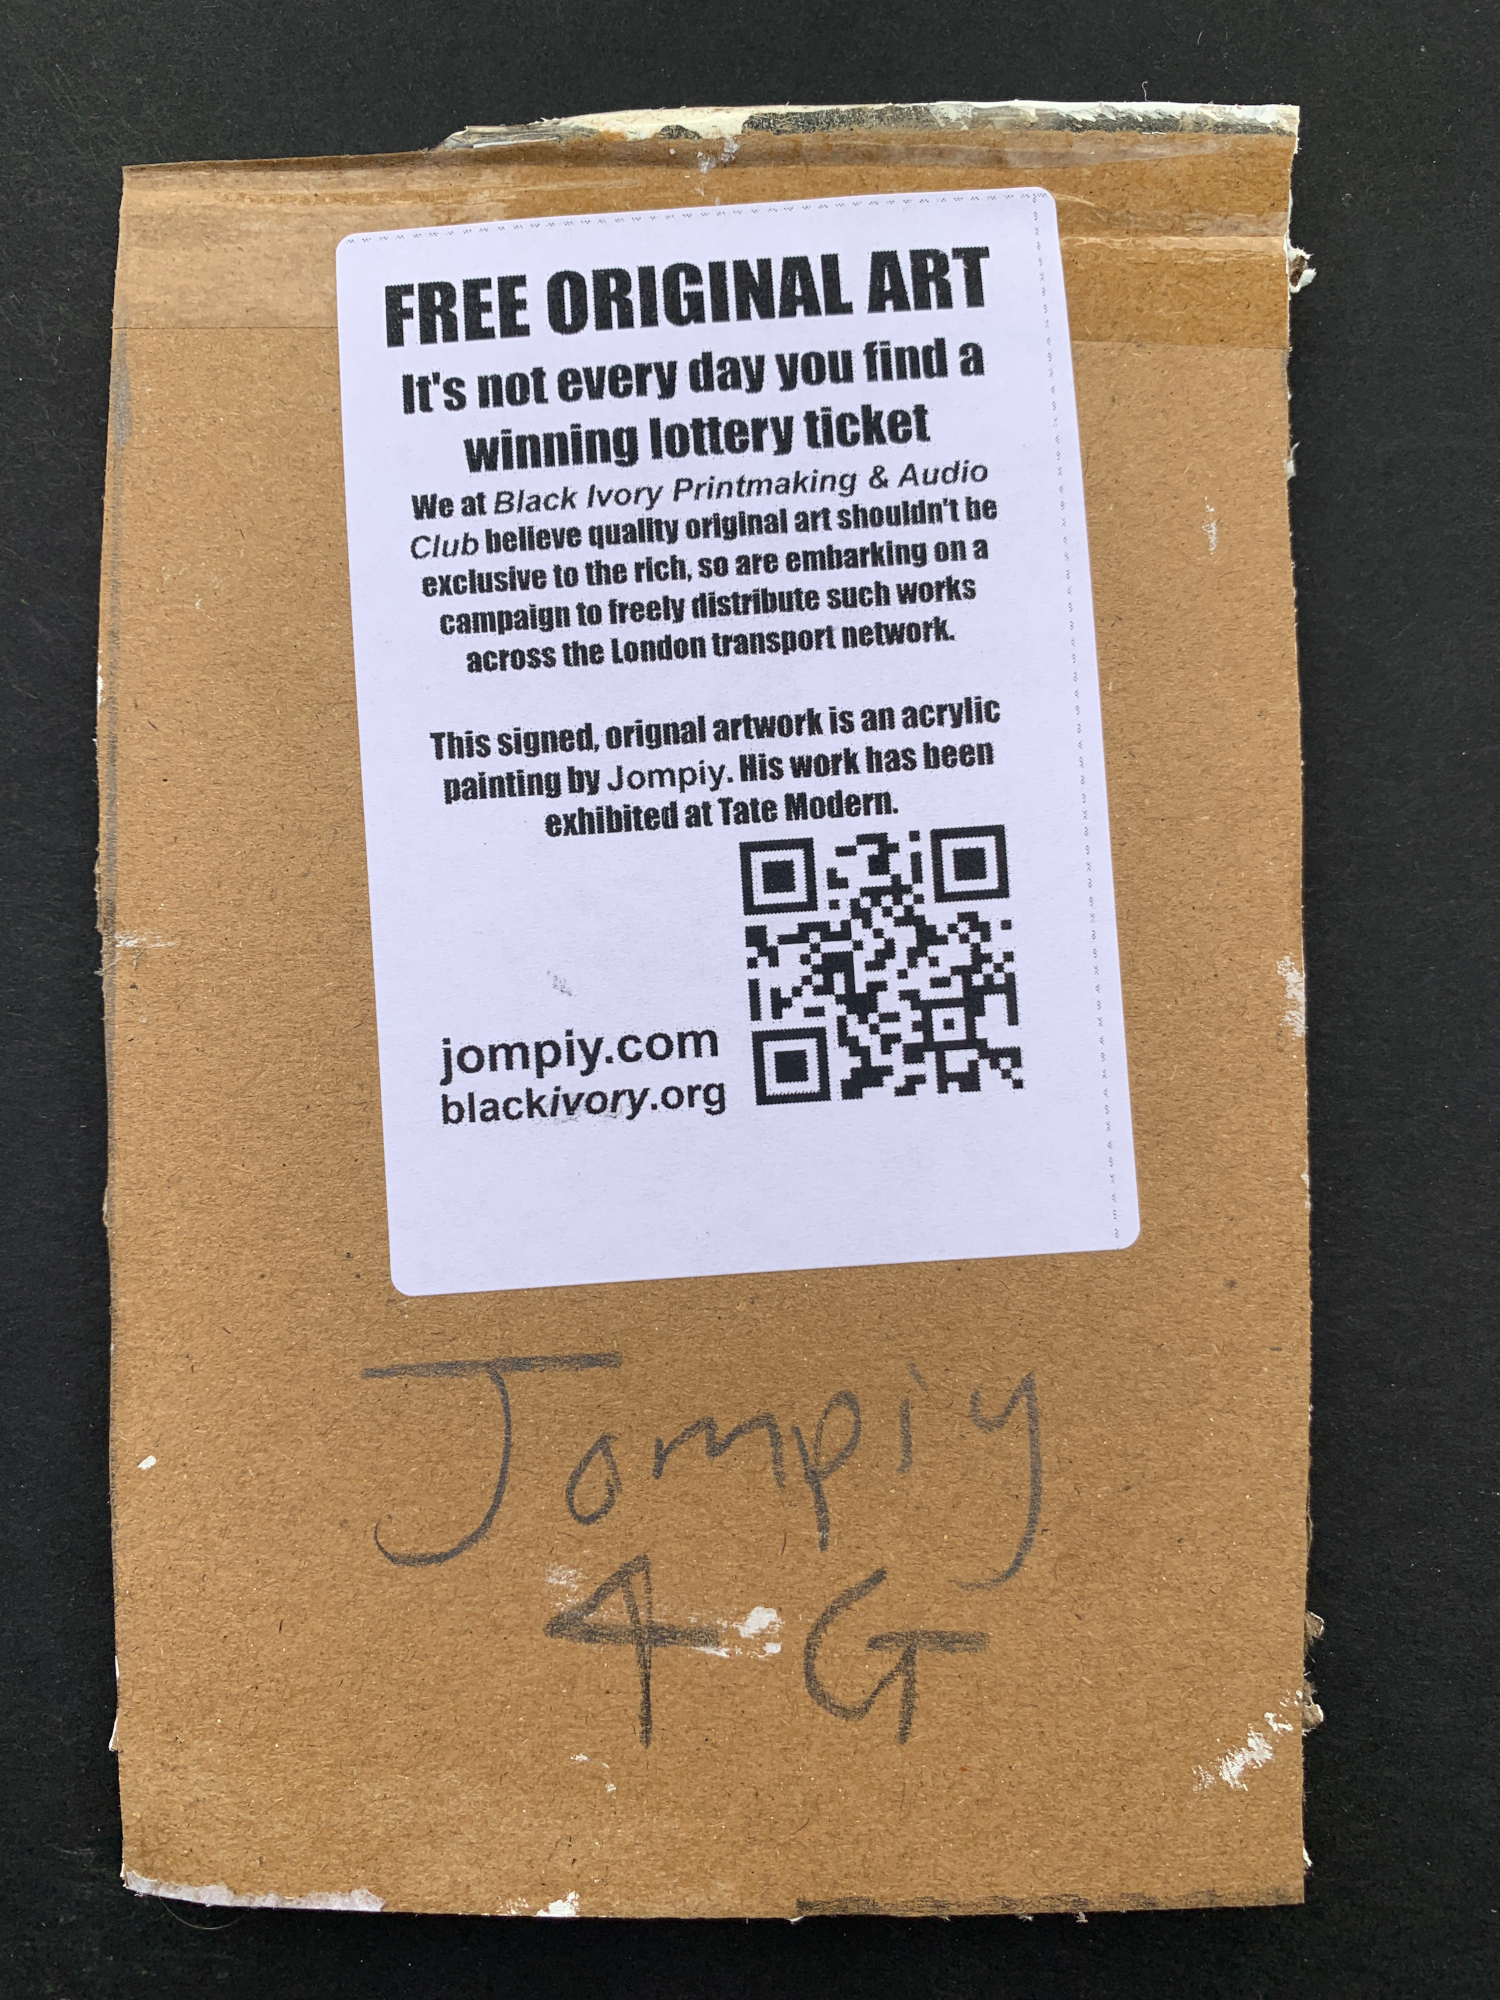 FREE ORIGINAL ART
It's not every day you find a
winning lottery ticket
We at Black Ivory Printmaking & Audio
Club believe quality original art shouldn't be
exclusive to the rich, so are embarking on a
campaign to freely distribute such works
across the London transport network.
This signed, orignal artwork is an acrylic
painting by Jompiy. His work has been
exhibited at Tate Modern.
jompiy.com
blackivory.org
Jompiy
4 G